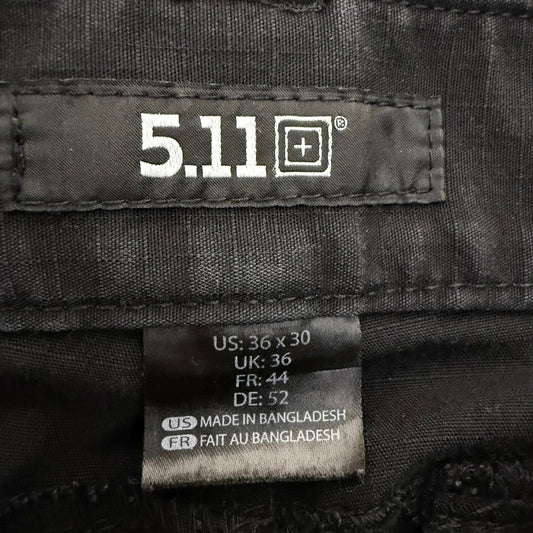 5.11®
US: 36 x 30
UK: 36
FR: 44
DE: 52
US MADE IN BANGLADESH
FR FAIT AU BANGLADESH